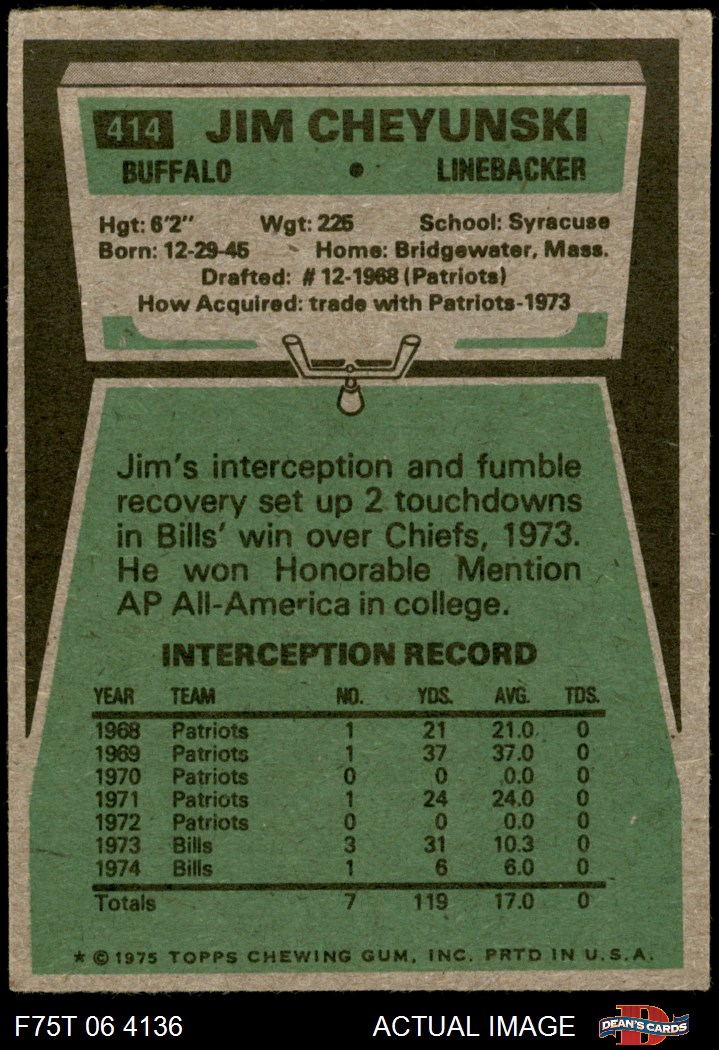 414 JIM CHEYUNSKI
BUFFALO • LINEBACKER
Hgt: 6'2" Wgt: 225 School: Syracuse
Born: 12-29-45 Home: Bridgewater, Mass.
Drafted: #12-1968 (Patriots)
How Acquired: trade with Patriots-1973
Jim's interception and fumble
recovery set up 2 touchdowns
in Bills' win over Chiefs, 1973.
He won Honorable Mention
AP All-America in college.
INTERCEPTION RECORD
YEAR TEAM NO. YDS. AVG. TDS.
1968 Patriots 1 21 21.0 0
1969 Patriots 1 37 37.0 0
1970 Patriots 0 0 0.0 0
1971 Patriots 1 24 24.0 0
1972 Patriots 0 0 0.0 0
1973 Bills 3 31 10.3 0
1974 Bills 1 6 6.0 0
Totals 7 119 17.0 0
* © 1975 TOPPS CHEWING GUM, INC. PRTD IN U.S.A.
F75T 06 4136 ACTUAL IMAGE D DEAN'S CARDS